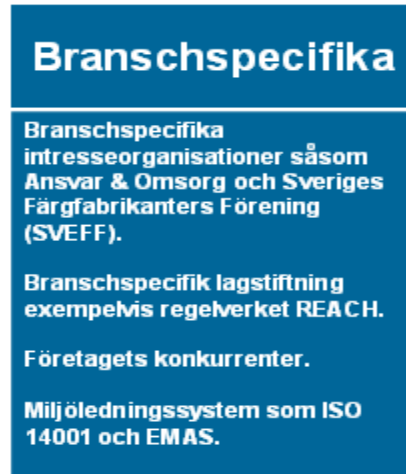 Branschspecifika
Branschspecifika
intresseorganisationer såsom
Ansvar & Omsorg och Sveriges
Färgfabrikanters Förening
(SVEFF).
Branschspecifik lagstiftning
exempelvis regelverket REACH.
Företagets konkurrenter.
Miljöledningssystem som ISO
14001 och EMAS.